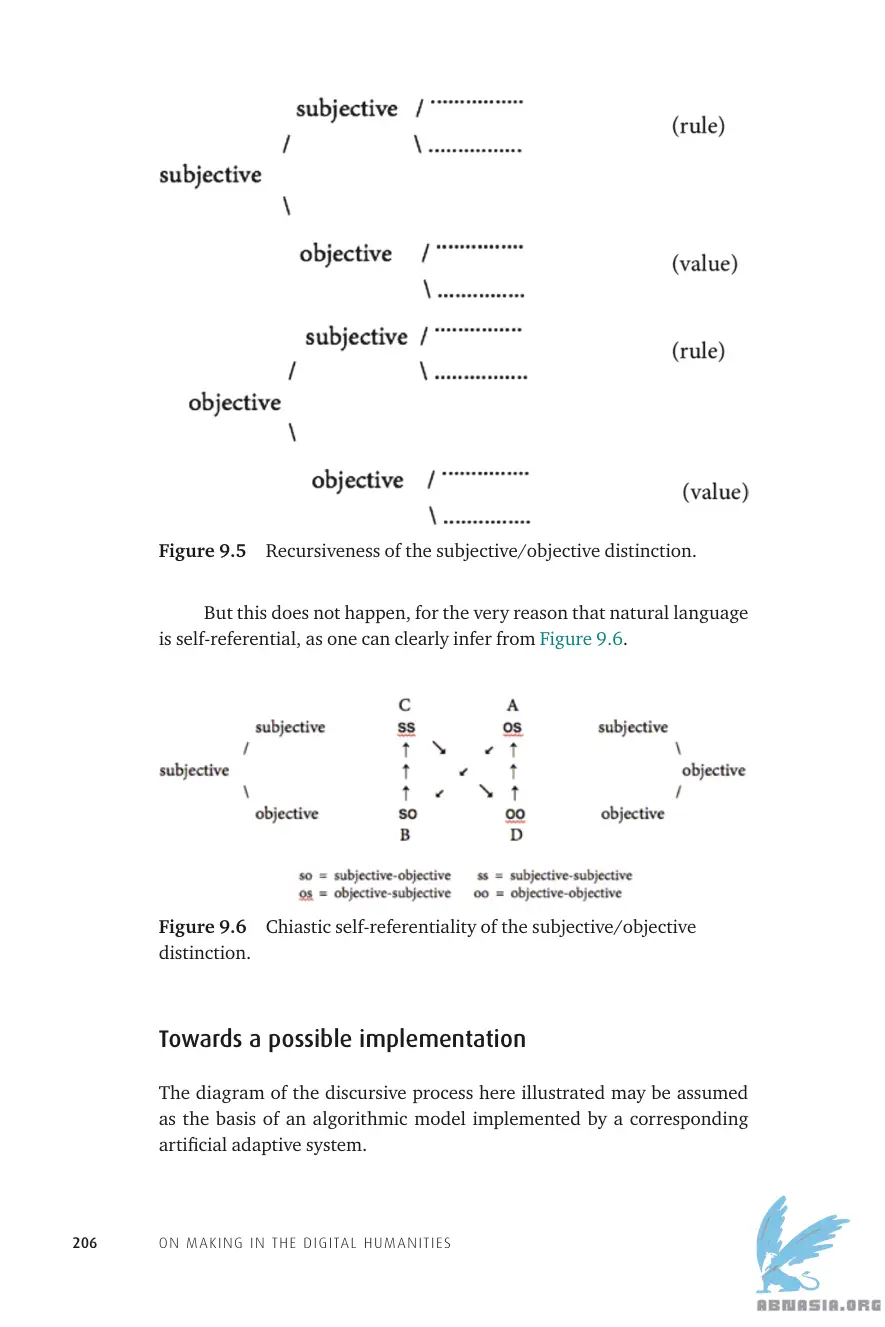 subjective / ................ (rule)
/ \ ................
subjective
\
objective / ............... (value)
\ ...............
subjective / ............... (rule)
/ \ ................
objective
\
objective / ............... (value)
\ ...............
Figure 9.5 Recursiveness of the subjective/objective distinction.
But this does not happen, for the very reason that natural language
is self-referential, as one can clearly infer from Figure 9.6.
C A
subjective ss os subjective
/ ↑ ↘ ↙ ↑ \
subjective ↑ ↙ ↑ objective
\ ↑ ↙ ↘ ↑ /
objective so oo objective
B D
so = subjective-objective ss = subjective-subjective
os = objective-subjective oo = objective-objective
Figure 9.6 Chiastic self-referentiality of the subjective/objective
distinction.
Towards a possible implementation
The diagram of the discursive process here illustrated may be assumed
as the basis of an algorithmic model implemented by a corresponding
artificial adaptive system.
206 ON MAKING IN THE DIGITAL HUMANITIES
ABNASIA.ORG